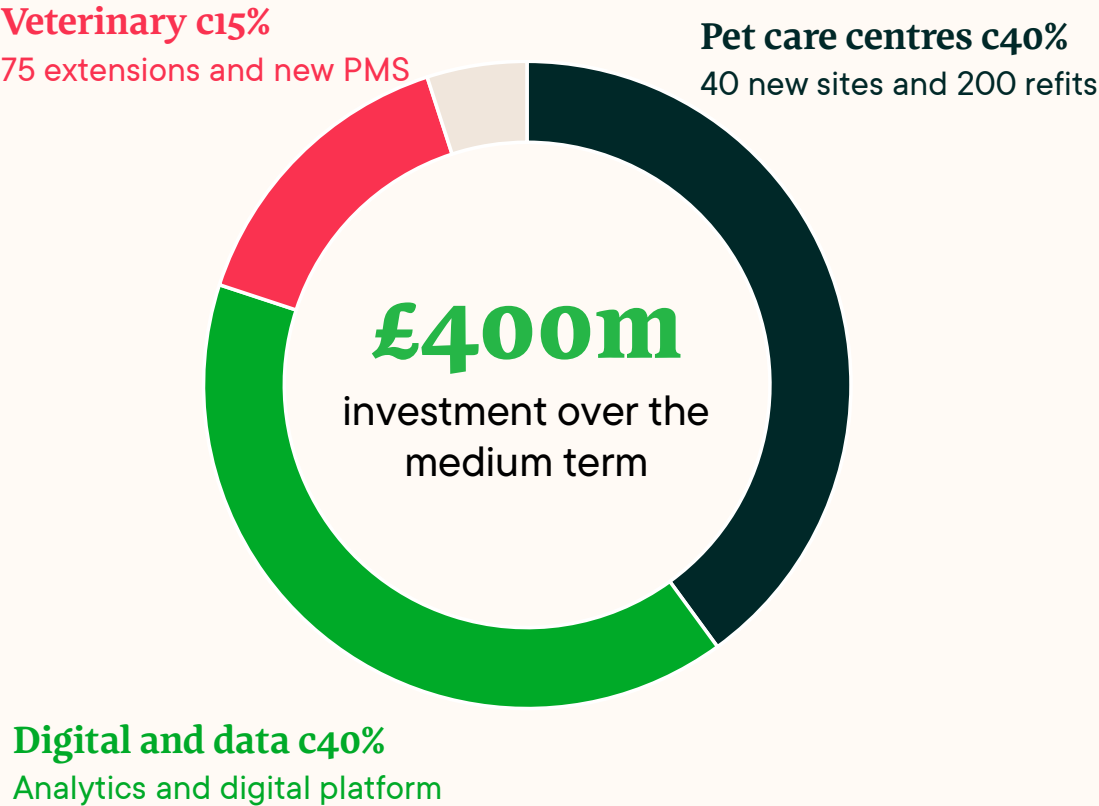 Veterinary c15%
75 extensions and new PMS
Pet care centres c40%
40 new sites and 200 refits
£400m
investment over the
medium term
Digital and data c40%
Analytics and digital platform